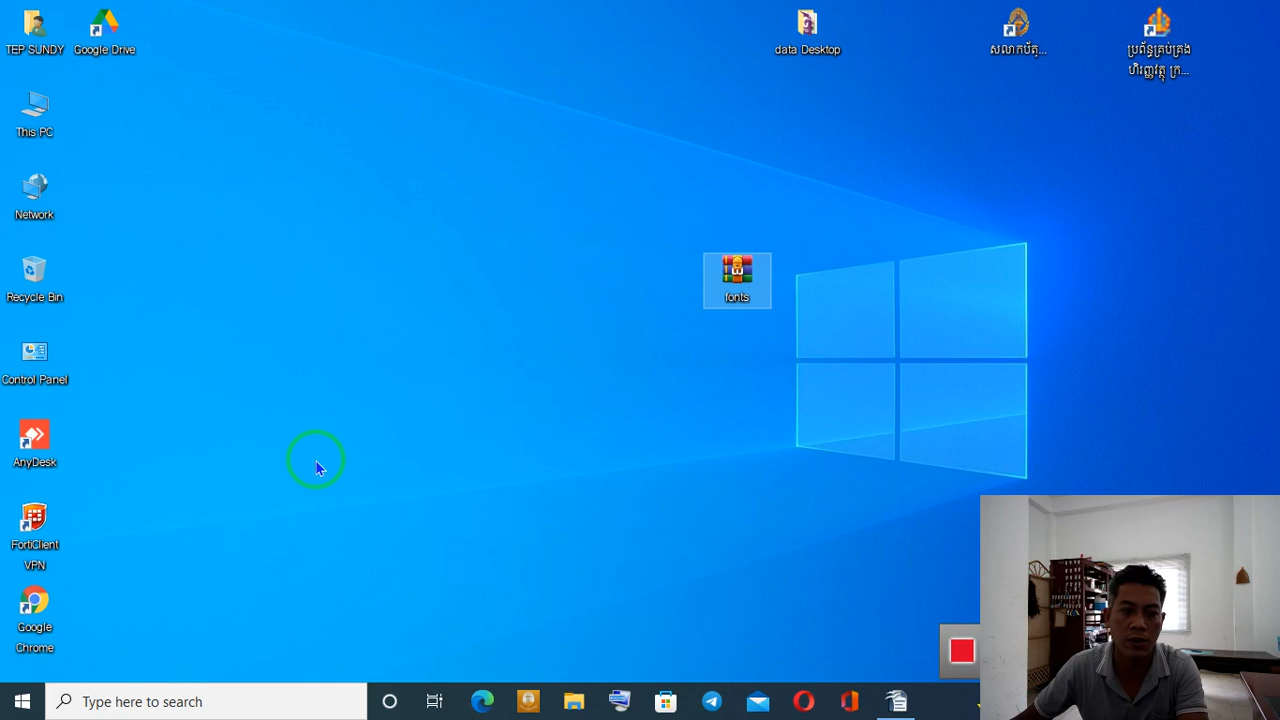 TEP SUNDY
Google Drive
data Desktop
សលាកប័ត្...
ប្រព័ន្ធគ្រប់គ្រង
ហិរញ្ញវត្ថុ ក្រ...
This PC
Network
Recycle Bin
fonts
Control Panel
AnyDesk
FortiClient
VPN
Google
Chrome
Type here to search